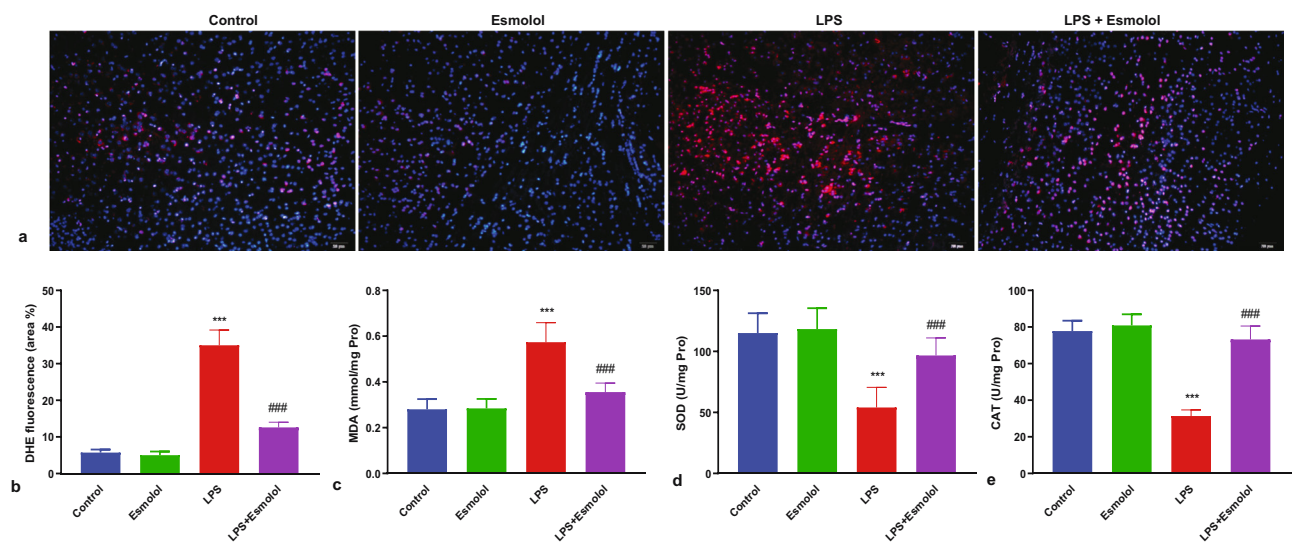 Control
Esmolol
LPS
LPS + Esmolol
a
DHE fluorescence (area %)
50
40
30
20
10
0
***
###
Control
Esmolol
LPS
LPS+Esmolol
b
MDA (mmol/mg Pro)
0.8
0.6
0.4
0.2
0.0
***
###
Control
Esmolol
LPS
LPS+Esmolol
c
SOD (U/mg Pro)
150
100
50
0
***
###
Control
Esmolol
LPS
LPS+Esmolol
d
CAT (U/mg Pro)
100
80
60
40
20
0
***
###
Control
Esmolol
LPS
LPS+Esmolol
e